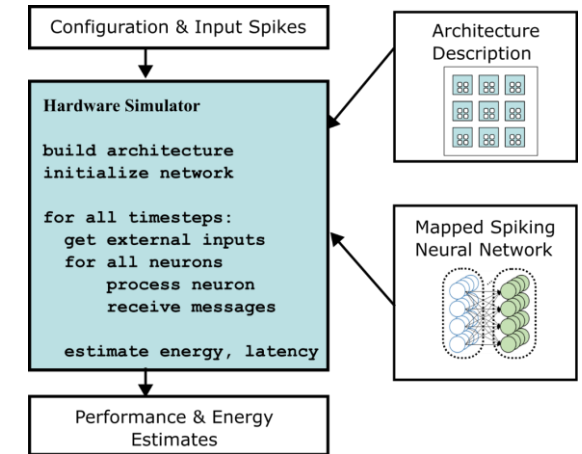 Configuration & Input Spikes
Hardware Simulator
build architecture
initialize network
for all timesteps:
get external inputs
for all neurons
process neuron
receive messages
estimate energy, latency
Performance & Energy
Estimates
Architecture
Description
Mapped Spiking
Neural Network